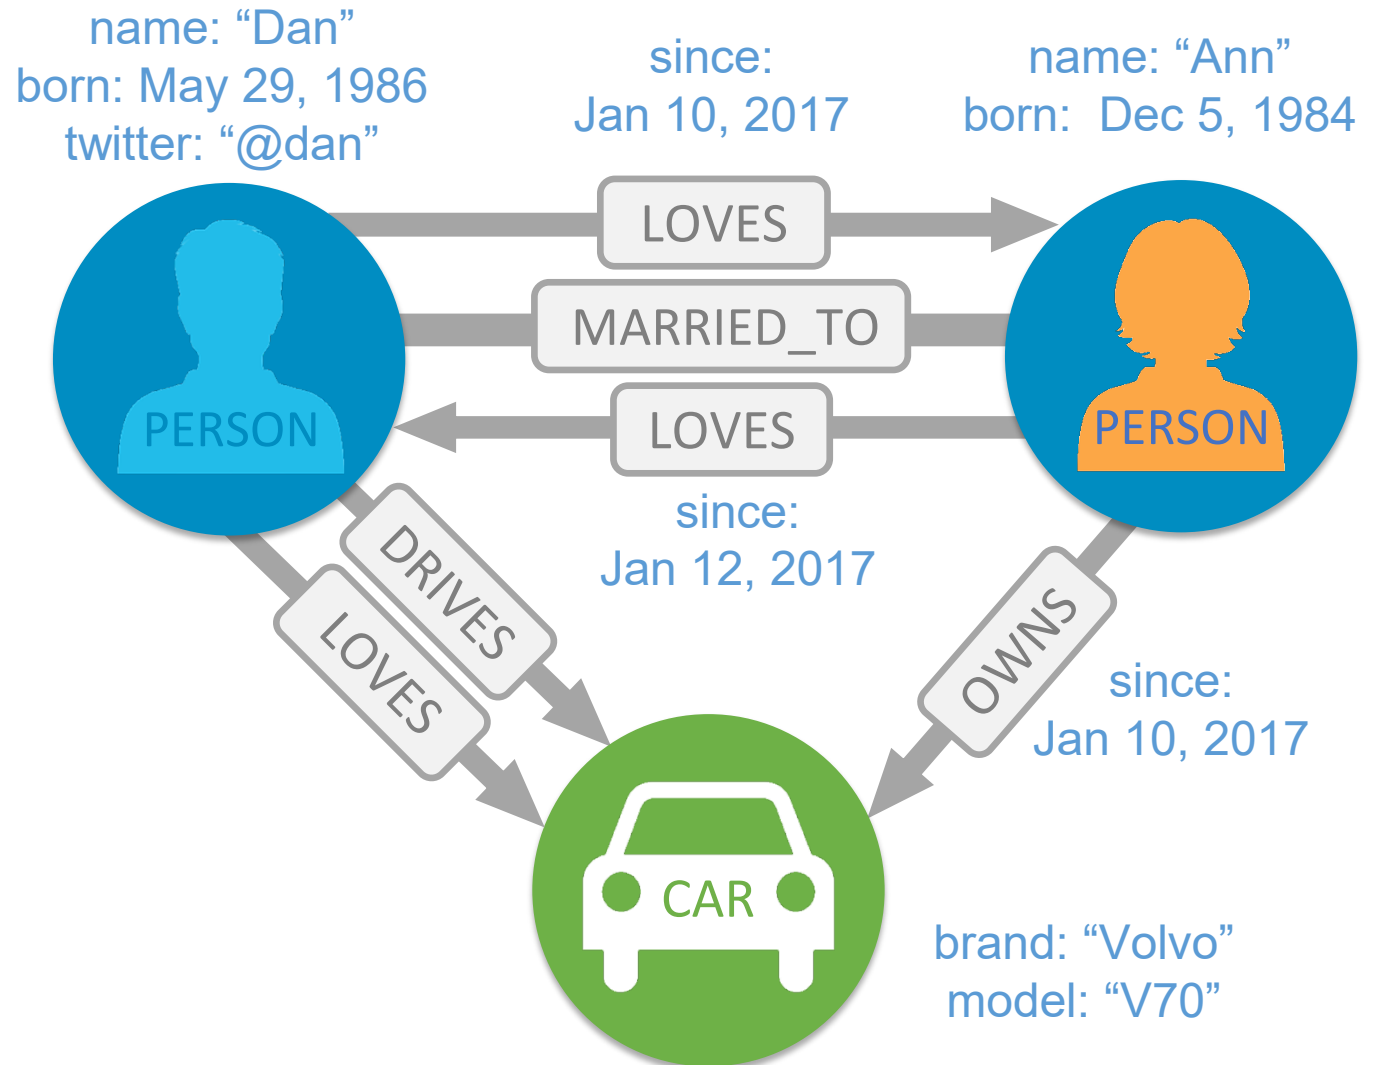 name: “Dan”
born: May 29, 1986
twitter: “@dan”
since:
Jan 10, 2017
name: “Ann”
born:  Dec 5, 1984
LOVES
MARRIED_TO
LOVES
PERSON
PERSON
since:
Jan 12, 2017
DRIVES
LOVES
OWNS
since:
Jan 10, 2017
CAR
brand: “Volvo”
model: “V70”